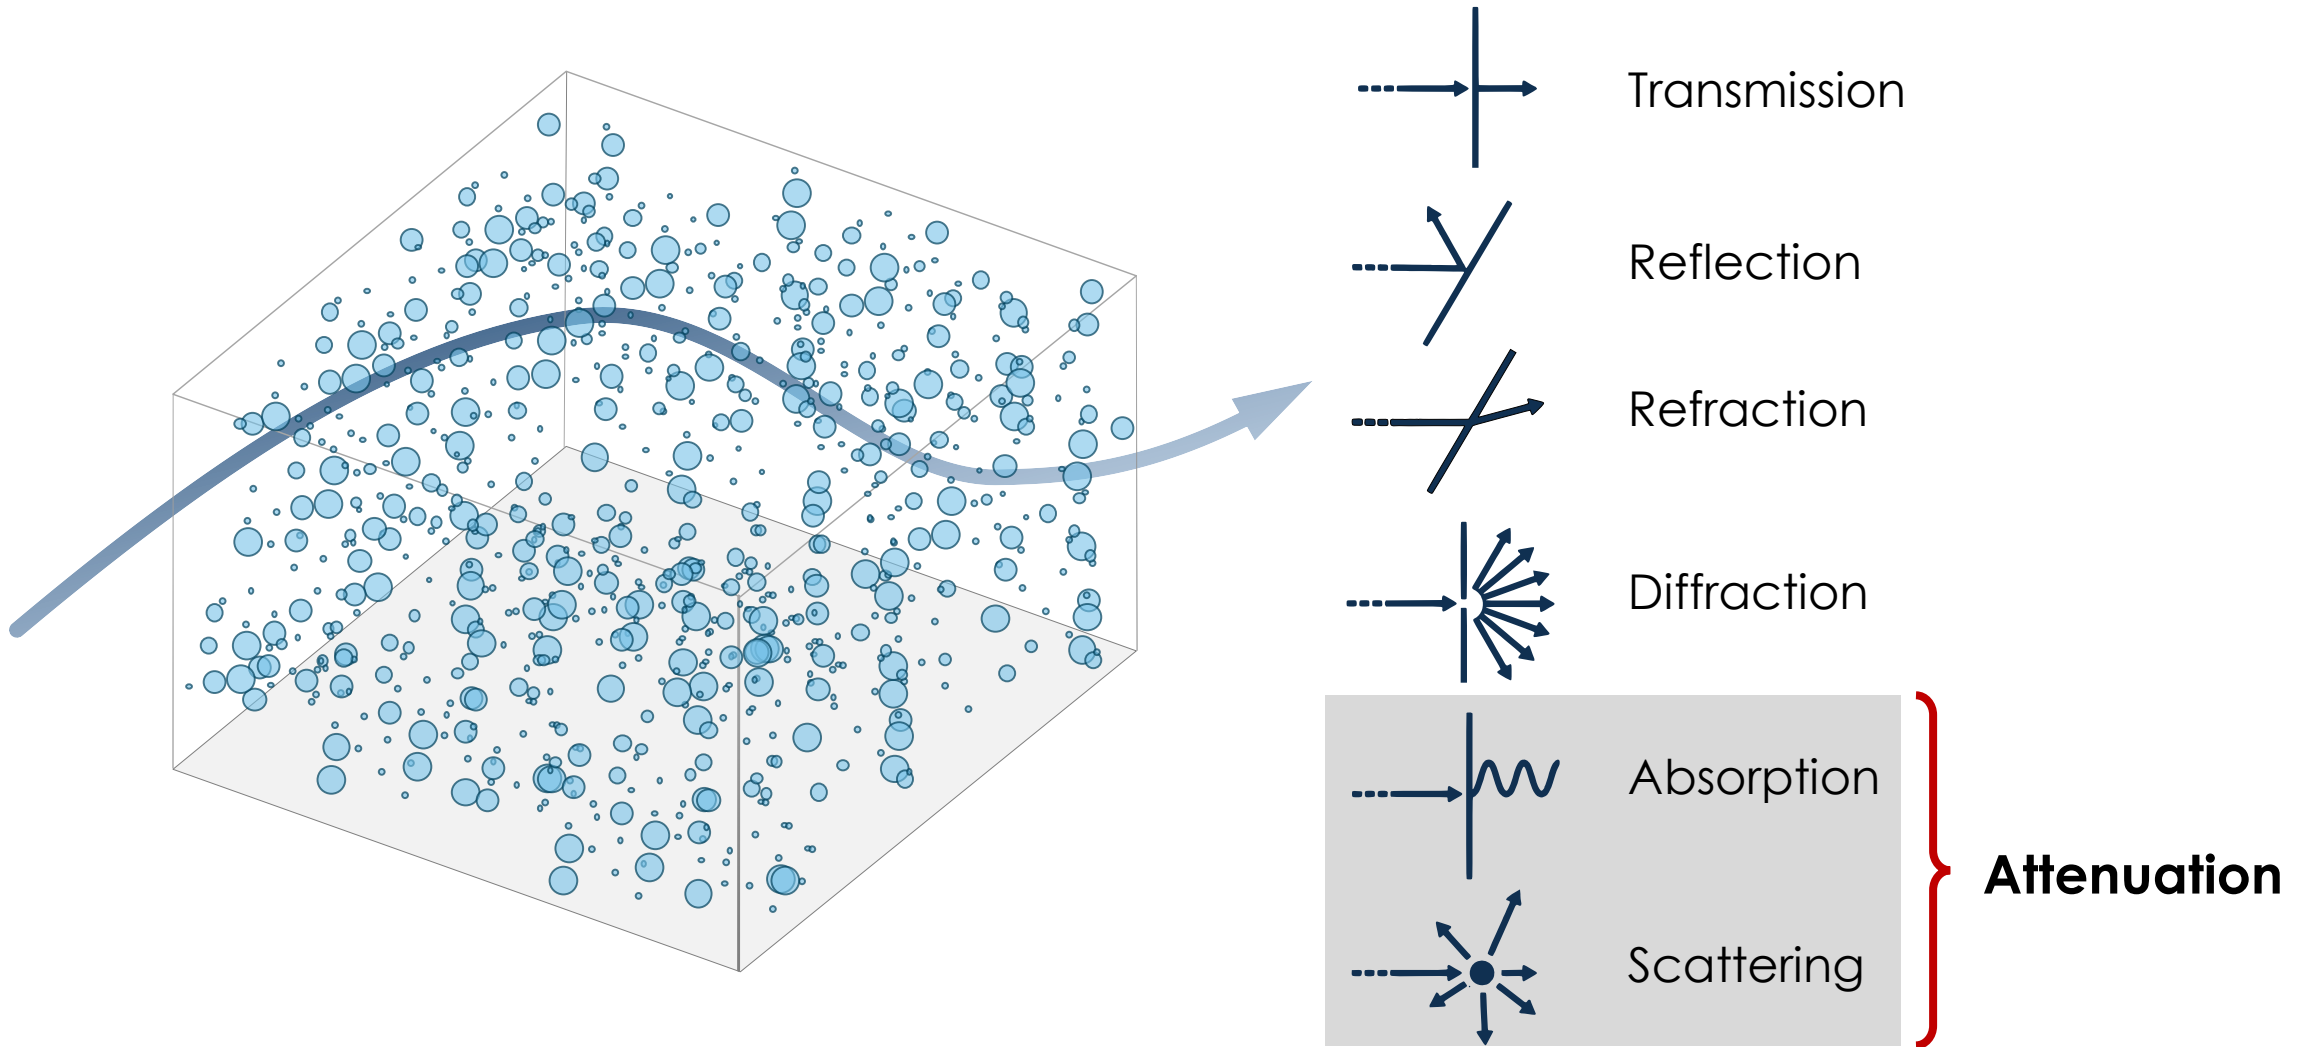 Transmission
Reflection
Refraction
Diffraction
Absorption
Attenuation
Scattering